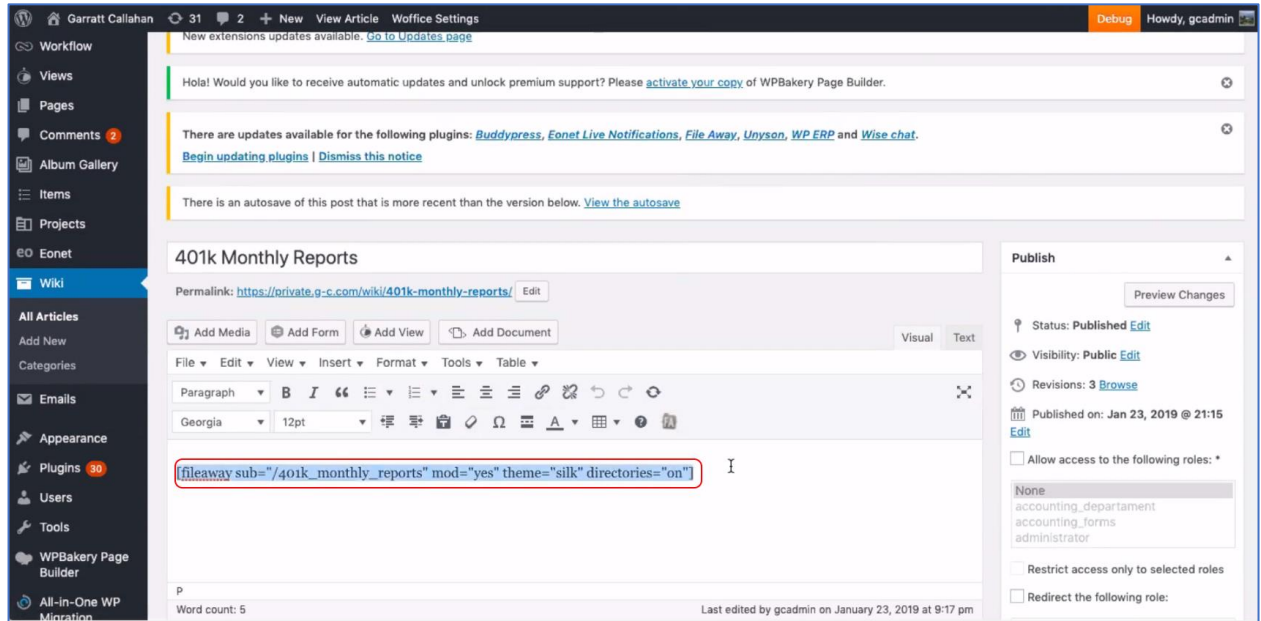 Garratt Callahan 31 2 + New View Article Woffice Settings Debug Howdy, gcadmin
Workflow
Views
Pages
Comments 2
Album Gallery
Items
Projects
eo Eonet
Wiki
All Articles
Add New
Categories
Emails
Appearance
Plugins 30
Users
Tools
WPBakery Page
Builder
All-in-One WP
Migration
New extensions updates available. Go to Updates page
Hola! Would you like to receive automatic updates and unlock premium support? Please activate your copy of WPBakery Page Builder.
There are updates available for the following plugins: Buddypress, Eonet Live Notifications, File Away, Unyson, WP ERP and Wise chat.
Begin updating plugins | Dismiss this notice
There is an autosave of this post that is more recent than the version below. View the autosave
401k Monthly Reports
Permalink: https://private.g-c.com/wiki/401k-monthly-reports/ Edit
Add Media Add Form Add View Add Document Visual Text
File Edit View Insert Format Tools Table
Paragraph B I
Georgia 12pt Ω A
[fileaway sub="/401k_monthly_reports" mod="yes" theme="silk" directories="on"]
P
Word count: 5 Last edited by gcadmin on January 23, 2019 at 9:17 pm
Publish
Preview Changes
Status: Published Edit
Visibility: Public Edit
Revisions: 3 Browse
Published on: Jan 23, 2019 @ 21:15
Edit
Allow access to the following roles: *
None
accounting_departament
accounting_forms
administrator
Restrict access only to selected roles
Redirect the following role: